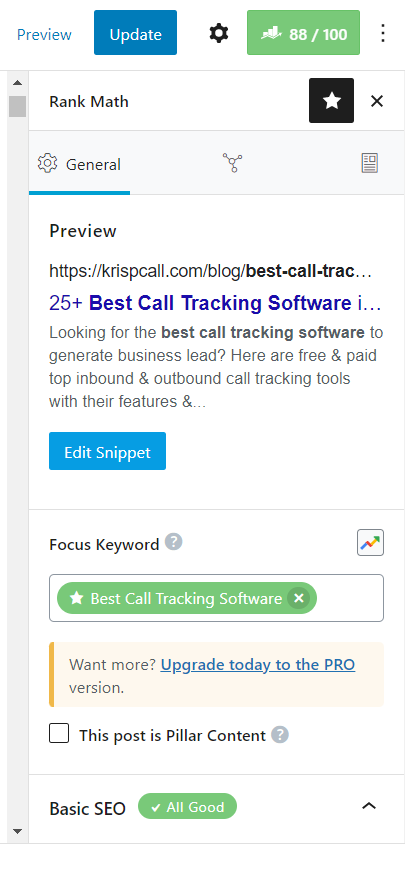 Preview Update 88 / 100
Rank Math
General
Preview
https://krispcall.com/blog/best-call-trac...
25+ Best Call Tracking Software i...
Looking for the best call tracking software to
generate business lead? Here are free & paid
top inbound & outbound call tracking tools
with their features &...
Edit Snippet
Focus Keyword ?
Best Call Tracking Software
Want more? Upgrade today to the PRO
version.
This post is Pillar Content ?
Basic SEO All Good